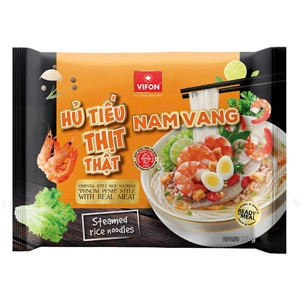 VIFON
HỦ TIẾU
THỊT
THẬT
NAM VANG
ORIENTAL STYLE RICE NOODLES
"PHNOM PENH" STYLE
WITH REAL MEAT
Steamed
rice noodles
READY
MEAL